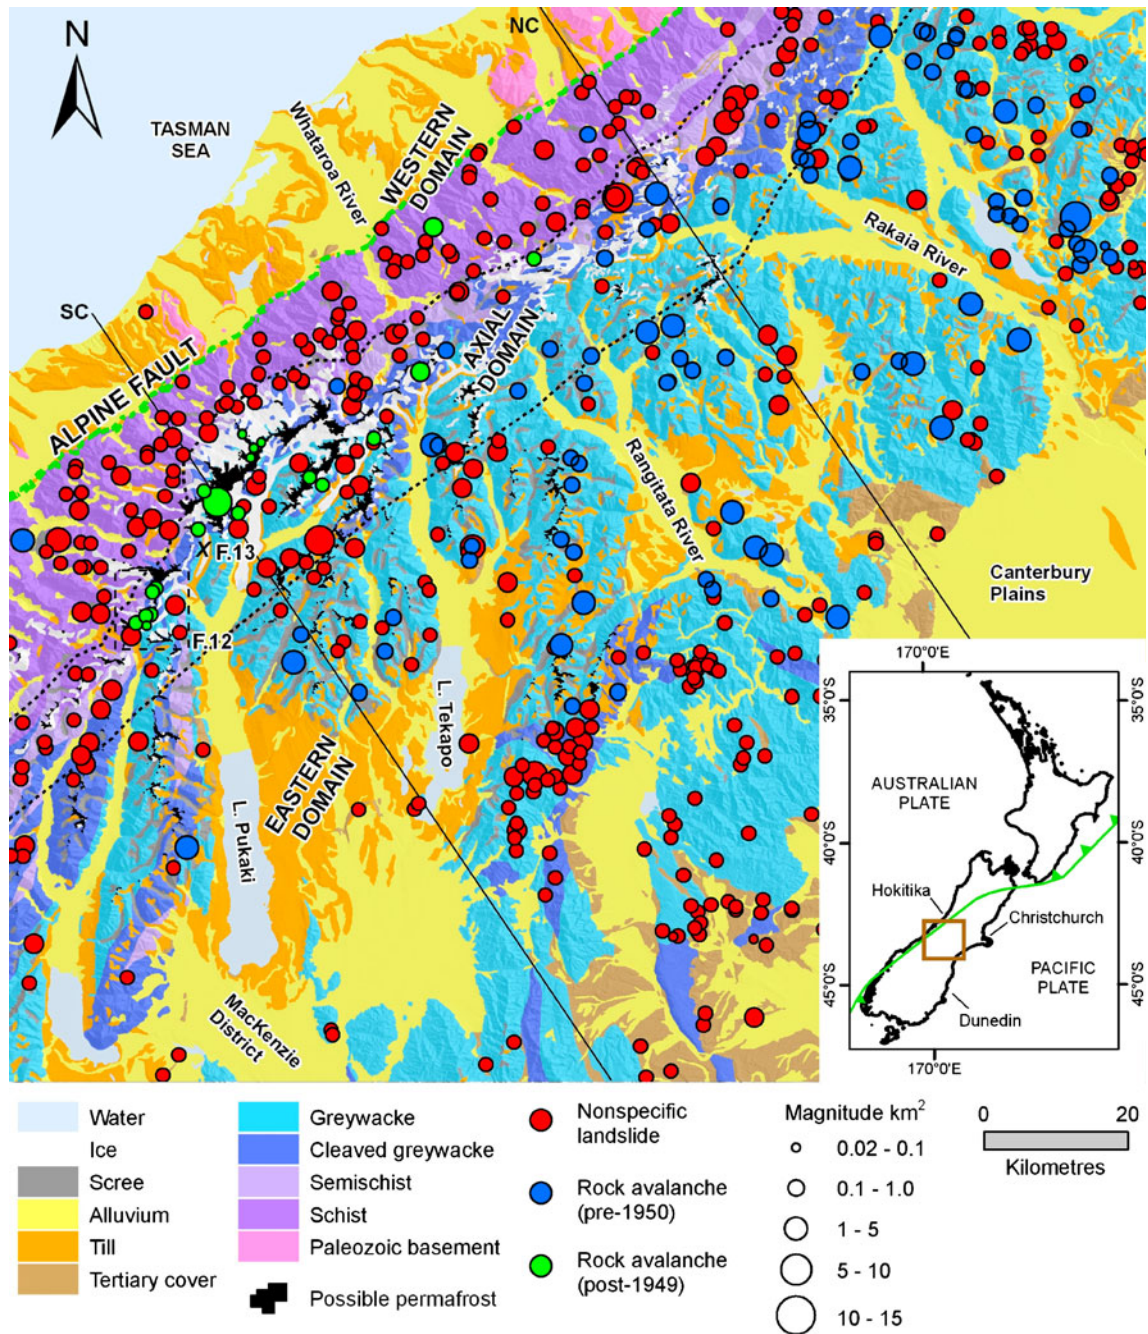 N
NC
TASMAN
SEA
Whataroa River
WESTERN
DOMAIN
Rakaia River
SC
ALPINE FAULT
AXIAL
DOMAIN
Rangitata River
X
F.13
Canterbury
Plains
F.12
L. Tekapo
L. Pukaki
EASTERN
DOMAIN
MacKenzie
District
170°0'E
35°0'S
AUSTRALIAN
PLATE
40°0'S
40°0'S
Hokitika
Christchurch
PACIFIC
PLATE
45°0'S
45°0'S
Dunedin
170°0'E
Water
Ice
Scree
Alluvium
Till
Tertiary cover
Greywacke
Cleaved greywacke
Semischist
Schist
Paleozoic basement
Possible permafrost
Nonspecific
landslide
Rock avalanche
(pre-1950)
Rock avalanche
(post-1949)
Magnitude km²
0.02 - 0.1
0.1 - 1.0
1 - 5
5 - 10
10 - 15
0
20
Kilometres